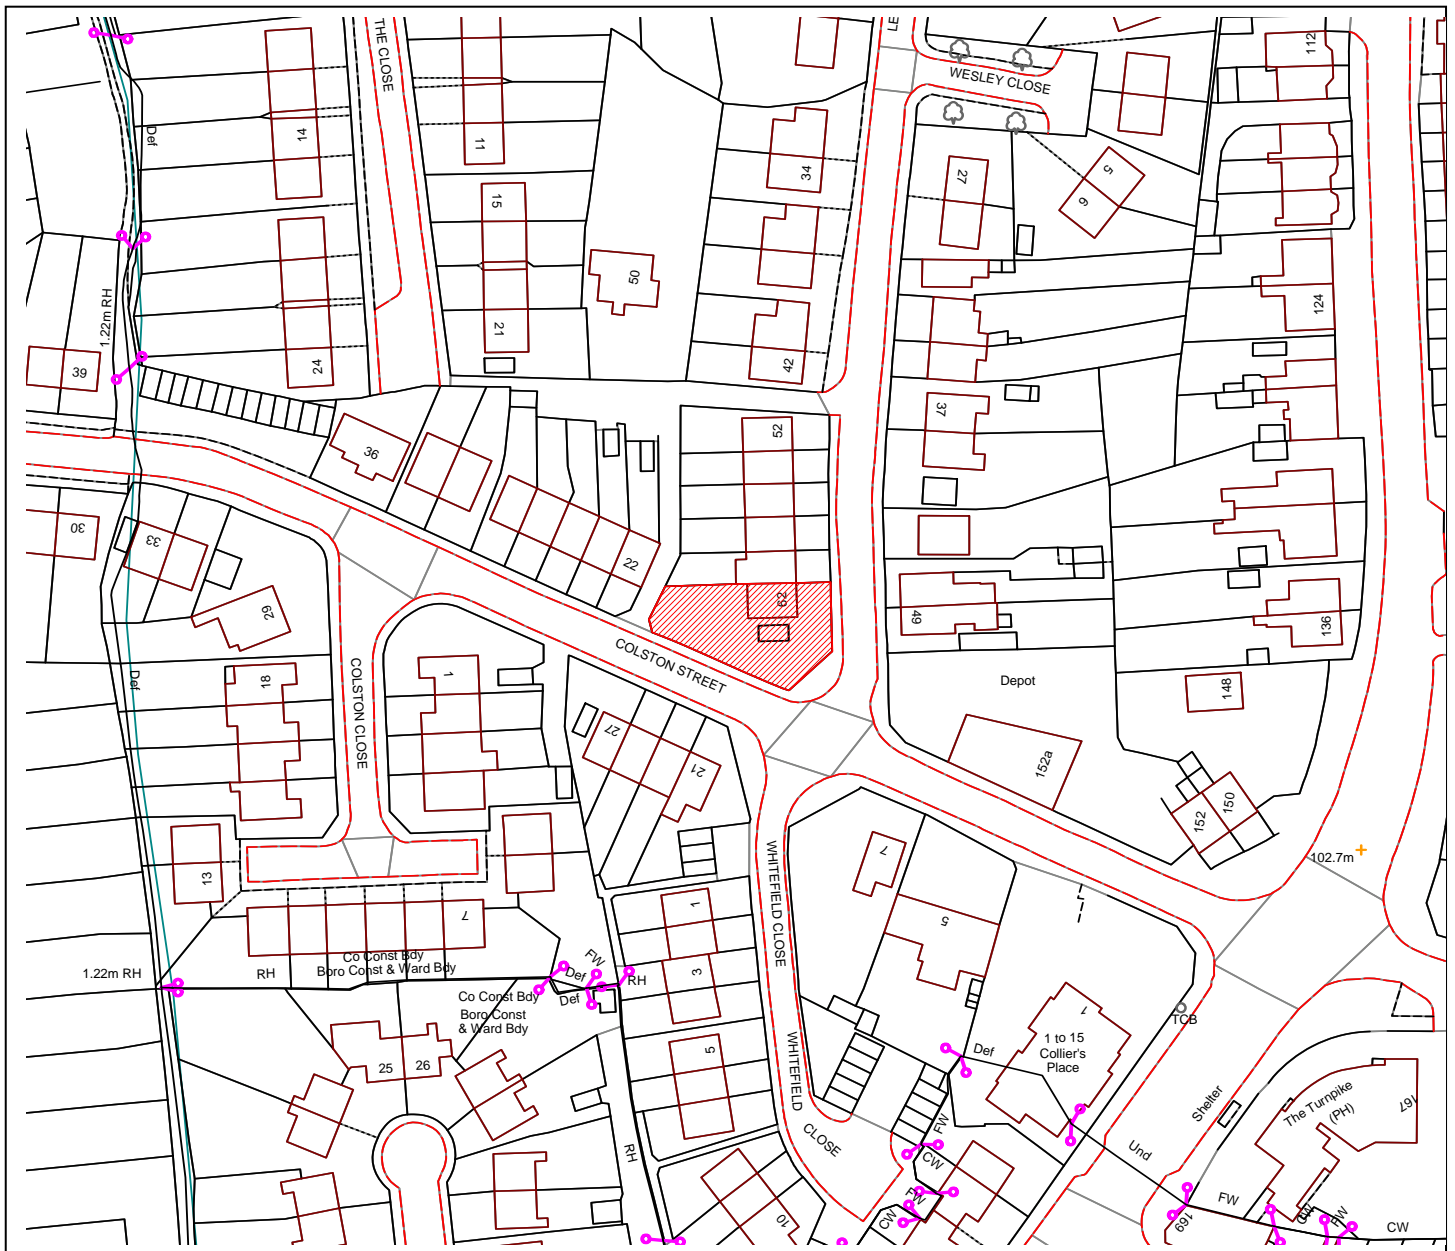 THE CLOSE
LE
WESLEY CLOSE
112
14
11
Def
34
27
5
6
15
50
1.22m RH
124
21
24
42
39
37
52
36
30
33
22
62
49
29
136
COLSTON STREET
18
1
COLSTON CLOSE
Def
Depot
148
27
21
152a
150
152
102.7m
13
7
WHITEFIELD CLOSE
7
5
1
Co Const Bdy
Boro Const & Ward Bdy
FW
1.22m RH
RH
Def
RH
3
Def
Co Const Bdy
Boro Const
& Ward Bdy
TCB
1
1 to 15
Collier's
Place
Def
WHITEFIELD
CLOSE
5
25
26
Shelter
The Turnpike
(PH)
167
FW
RH
CW
Und
FW
CW
10
169
FW
CW
FW
CW